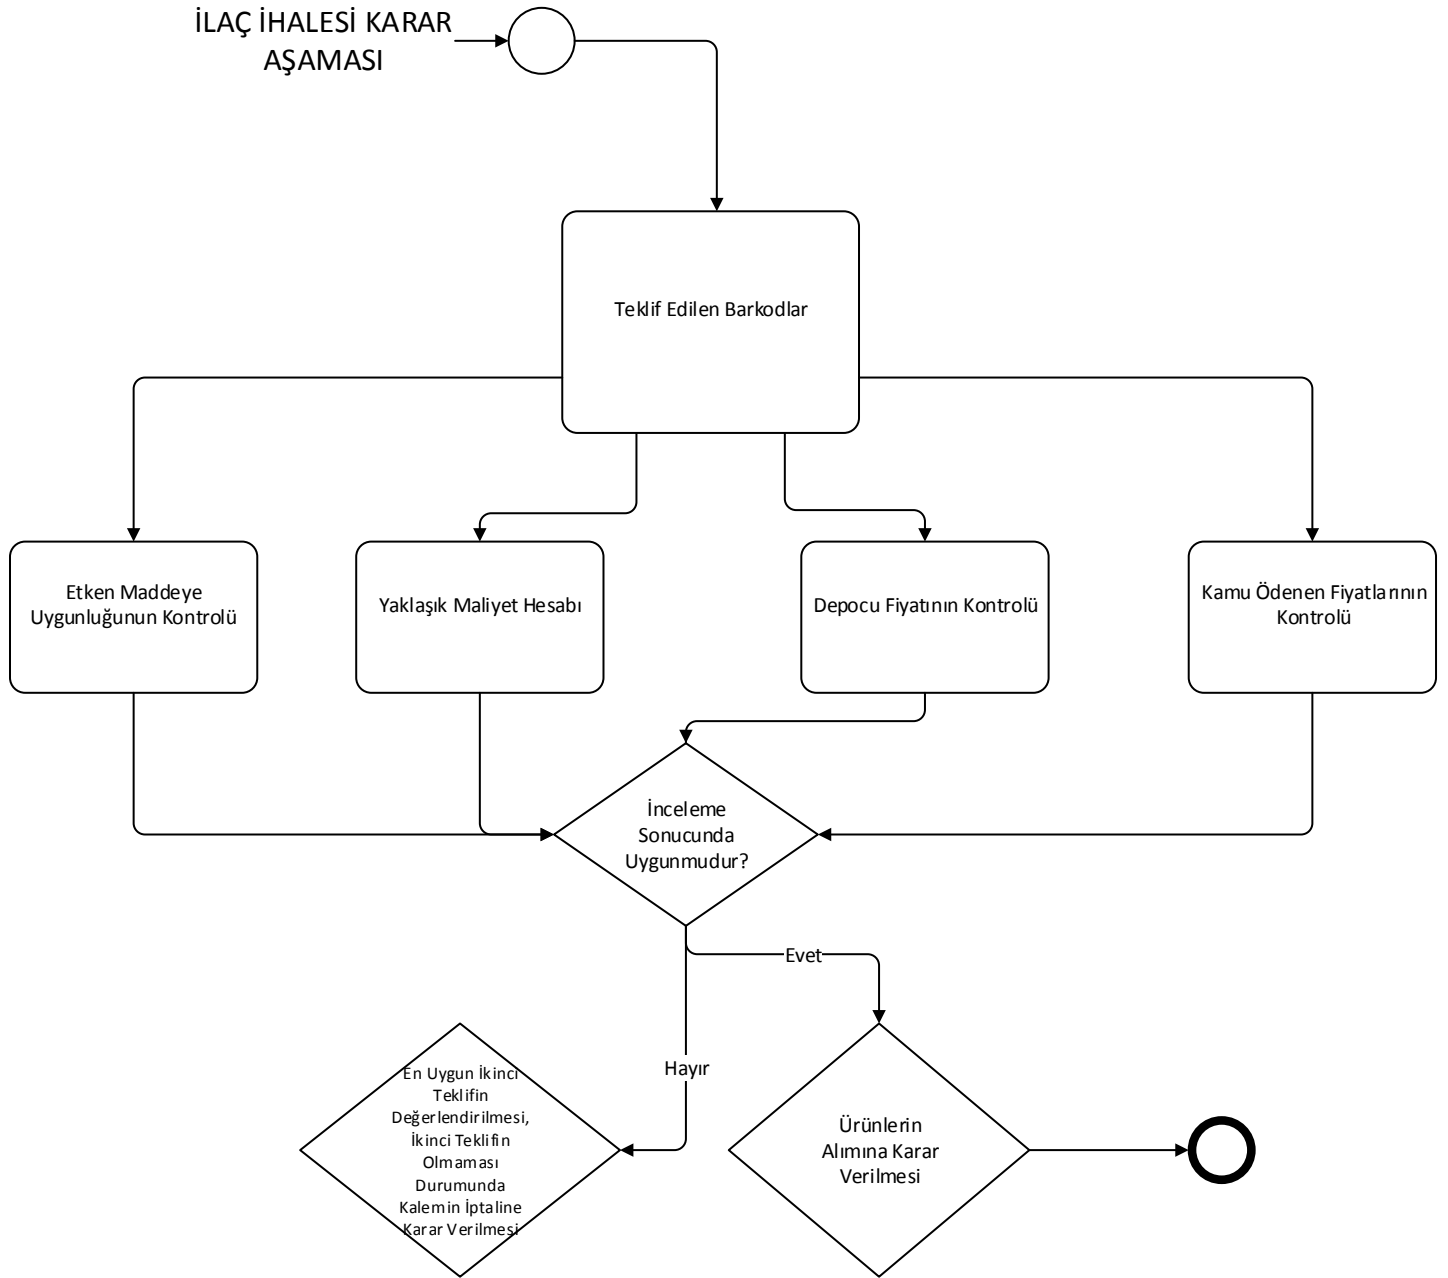 İLAÇ İHALESİ KARAR
AŞAMASI
Teklif Edilen Barkodlar
Etken Maddeye
Uygunluğunun Kontrolü
Yaklaşık Maliyet Hesabı
Depocu Fiyatının Kontrolü
Kamu Ödenen Fiyatlarının
Kontrolü
İnceleme
Sonucunda
Uygunmudur?
Evet
Hayır
En Uygun İkinci
Teklifin
Değerlendirilmesi,
İkinci Teklifin
Olmaması
Durumunda
Kalemin İptaline
Karar Verilmesi
Ürünlerin
Alımına Karar
Verilmesi